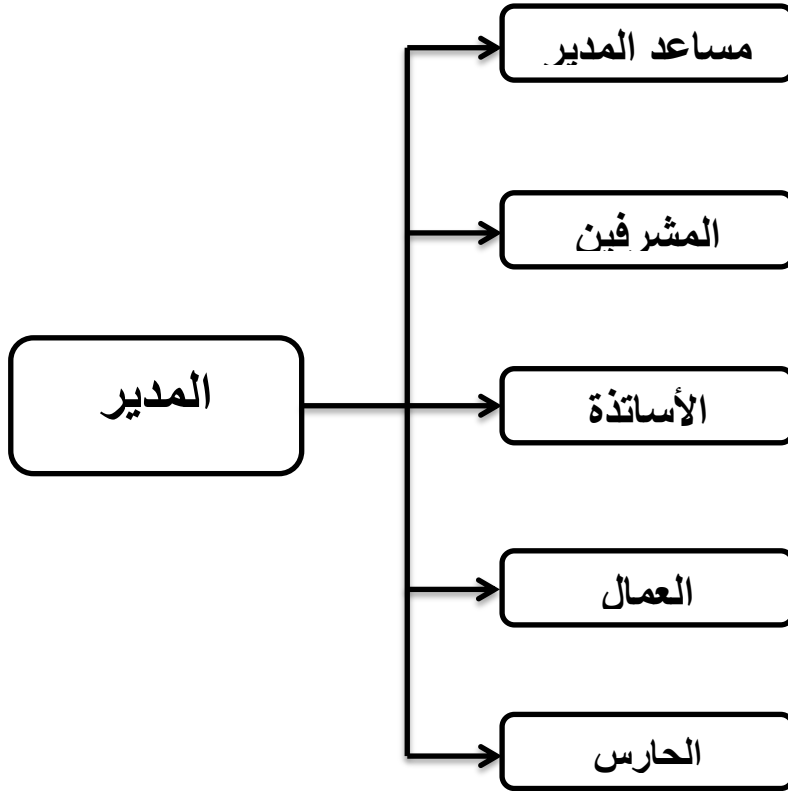 مساعد المدير
المشرفين
المدير
الأساتذة
العمال
الحارس